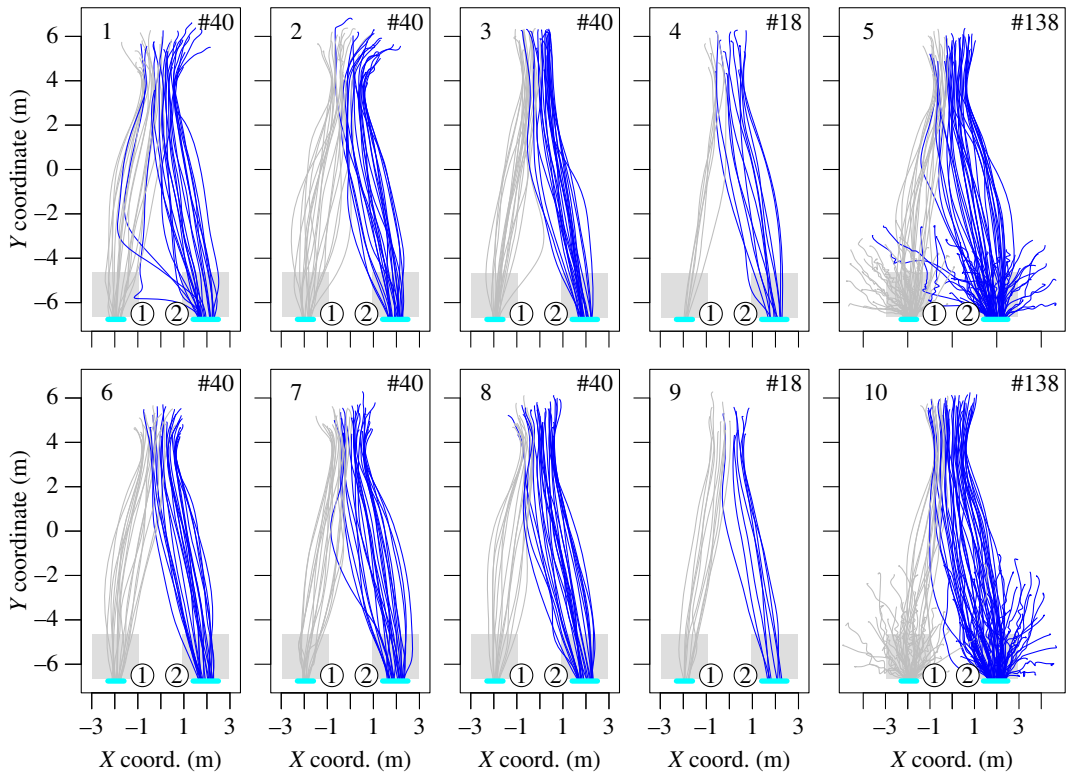 1 #40 2 #40 3 #40 4 #18 5 #138
6
4
2
0
−2
−4
−6
Y coordinate (m)
1 2 1 2 1 2 1 2 1 2
6 #40 7 #40 8 #40 9 #18 10 #138
6
4
2
0
−2
−4
−6
Y coordinate (m)
1 2 1 2 1 2 1 2 1 2
−3 −1 1 3 −3 −1 1 3 −3 −1 1 3 −3 −1 1 3 −3 −1 1 3
X coord. (m) X coord. (m) X coord. (m) X coord. (m) X coord. (m)